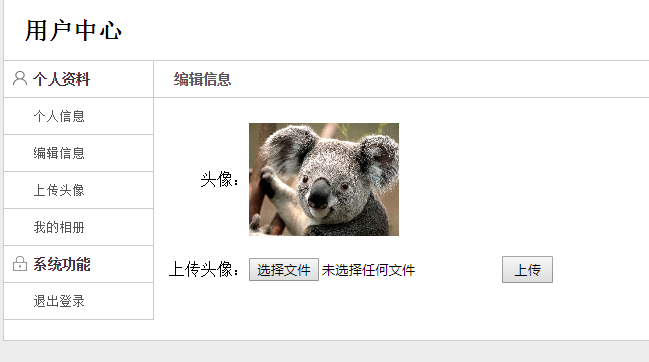 用户中心
个人资料
个人信息
编辑信息
上传头像
我的相册
系统功能
退出登录
编辑信息
头像:
上传头像: 选择文件 未选择任何文件 上传